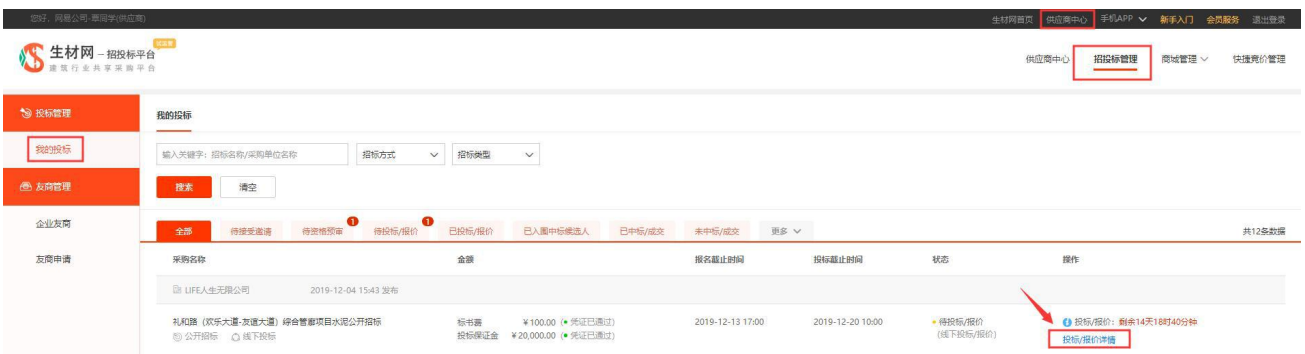 您好，网易公司-章同学(供应商) 生材网首页 供应商中心 手机APP 新手入门 会员服务 退出登录
生材网 - 招投标平台
建筑行业共享采购平台
供应商中心 招投标管理 商城管理 快捷竞价管理
投标管理
我的投标
我的投标
输入关键字：招标名称/采购单位名称 招标方式 招标类型
友商管理
搜索 清空
企业友商
全部 待接受邀请 待资格预审 1 待投标/报价 1 已投标/报价 已入围中标候选人 已中标/成交 未中标/成交 更多 共12条数据
友商申请
采购名称 金额 报名截止时间 投标截止时间 状态 操作
LIFE人生无限公司 2019-12-04 15:43 发布
礼和路（欢乐大道-友谊大道）综合管廊项目水泥公开招标 标书费 ￥100.00 (● 凭证已通过) 2019-12-13 17:00 2019-12-20 10:00 待投标/报价 投标/报价：剩余14天18时40分钟
公开招标 线下投标 投标保证金 ￥20,000.00 (● 凭证已通过) (线下投标/报价) 投标/报价详情